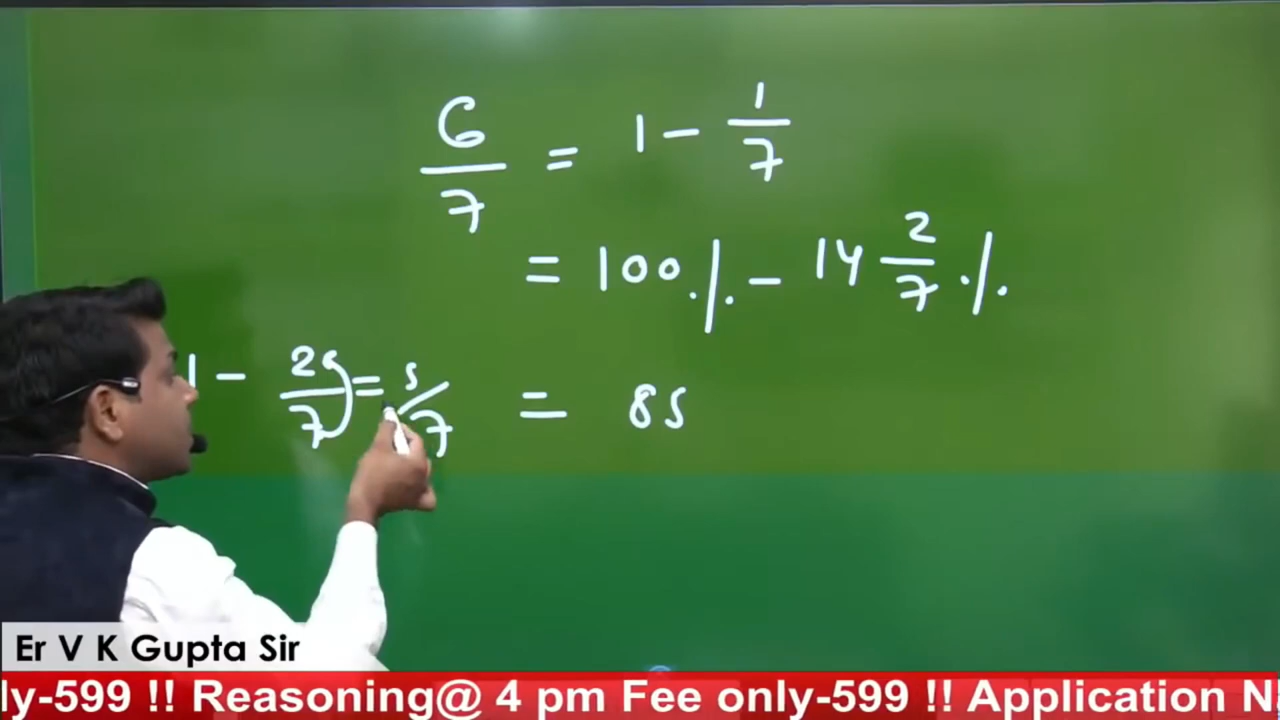 6/7 = 1 - 1/7
= 100% - 14 2/7 %
1 - 2/7 = 5/7 = 85
Er V K Gupta Sir
ly-599 !! Reasoning@ 4 pm Fee only-599 !! Application N